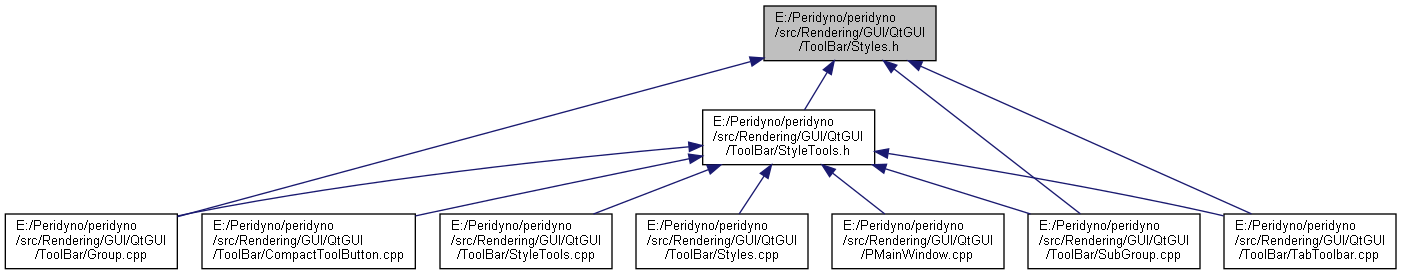 E:/Peridyno/peridyno
/src/Rendering/GUI/QtGUI
/ToolBar/Styles.h
E:/Peridyno/peridyno
/src/Rendering/GUI/QtGUI
/ToolBar/StyleTools.h
E:/Peridyno/peridyno
/src/Rendering/GUI/QtGUI
/ToolBar/Group.cpp
E:/Peridyno/peridyno
/src/Rendering/GUI/QtGUI
/ToolBar/CompactToolButton.cpp
E:/Peridyno/peridyno
/src/Rendering/GUI/QtGUI
/ToolBar/StyleTools.cpp
E:/Peridyno/peridyno
/src/Rendering/GUI/QtGUI
/ToolBar/Styles.cpp
E:/Peridyno/peridyno
/src/Rendering/GUI/QtGUI
/PMainWindow.cpp
E:/Peridyno/peridyno
/src/Rendering/GUI/QtGUI
/ToolBar/SubGroup.cpp
E:/Peridyno/peridyno
/src/Rendering/GUI/QtGUI
/ToolBar/TabToolbar.cpp